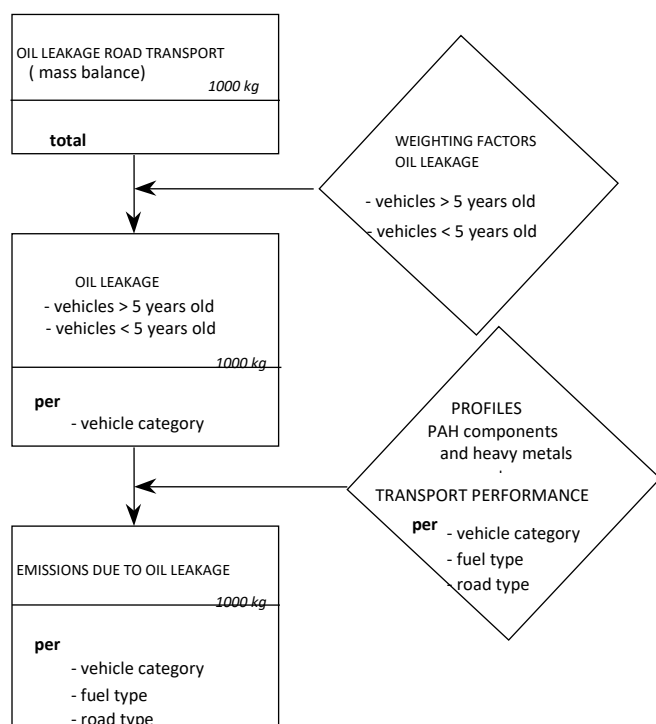 OIL LEAKAGE ROAD TRANSPORT
( mass balance)
1000 kg
total
WEIGHTING FACTORS
OIL LEAKAGE
- vehicles > 5 years old
- vehicles < 5 years old
OIL LEAKAGE
- vehicles > 5 years old
- vehicles < 5 years old
1000 kg
per
- vehicle category
PROFILES
PAH components
and heavy metals
.
TRANSPORT PERFORMANCE
per
- vehicle category
- fuel type
- road type
EMISSIONS DUE TO OIL LEAKAGE
1000 kg
per
- vehicle category
- fuel type
- road type